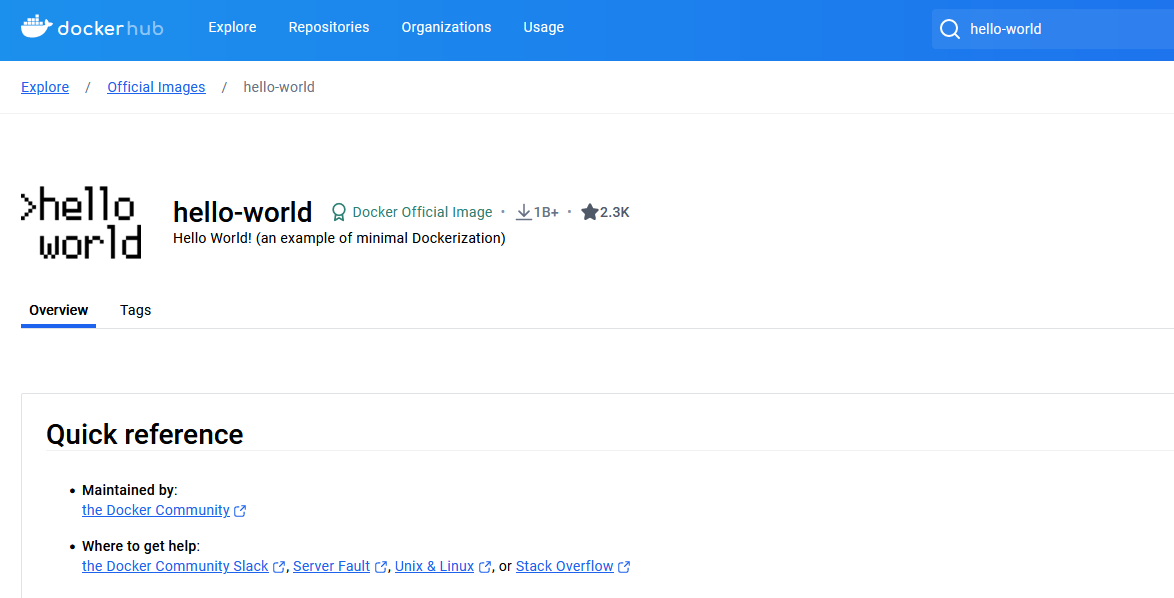 dockerhub Explore Repositories Organizations Usage hello-world
Explore / Official Images / hello-world
>hello
world
hello-world Docker Official Image · 1B+ · 2.3K
Hello World! (an example of minimal Dockerization)
Overview Tags
Quick reference
• Maintained by:
the Docker Community
• Where to get help:
the Docker Community Slack, Server Fault, Unix & Linux, or Stack Overflow